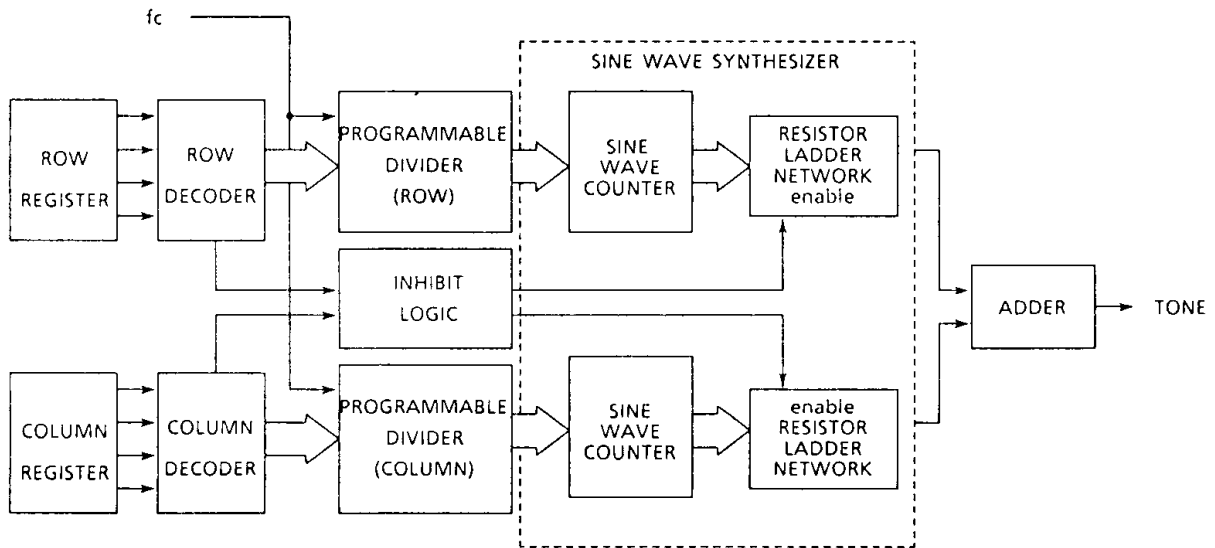 fc
SINE WAVE SYNTHESIZER
ROW
REGISTER
ROW
DECODER
PROGRAMMABLE
DIVIDER
(ROW)
SINE
WAVE
COUNTER
RESISTOR
LADDER
NETWORK
enable
INHIBIT
LOGIC
ADDER
TONE
COLUMN
REGISTER
COLUMN
DECODER
PROGRAMMABLE
DIVIDER
(COLUMN)
SINE
WAVE
COUNTER
enable
RESISTOR
LADDER
NETWORK